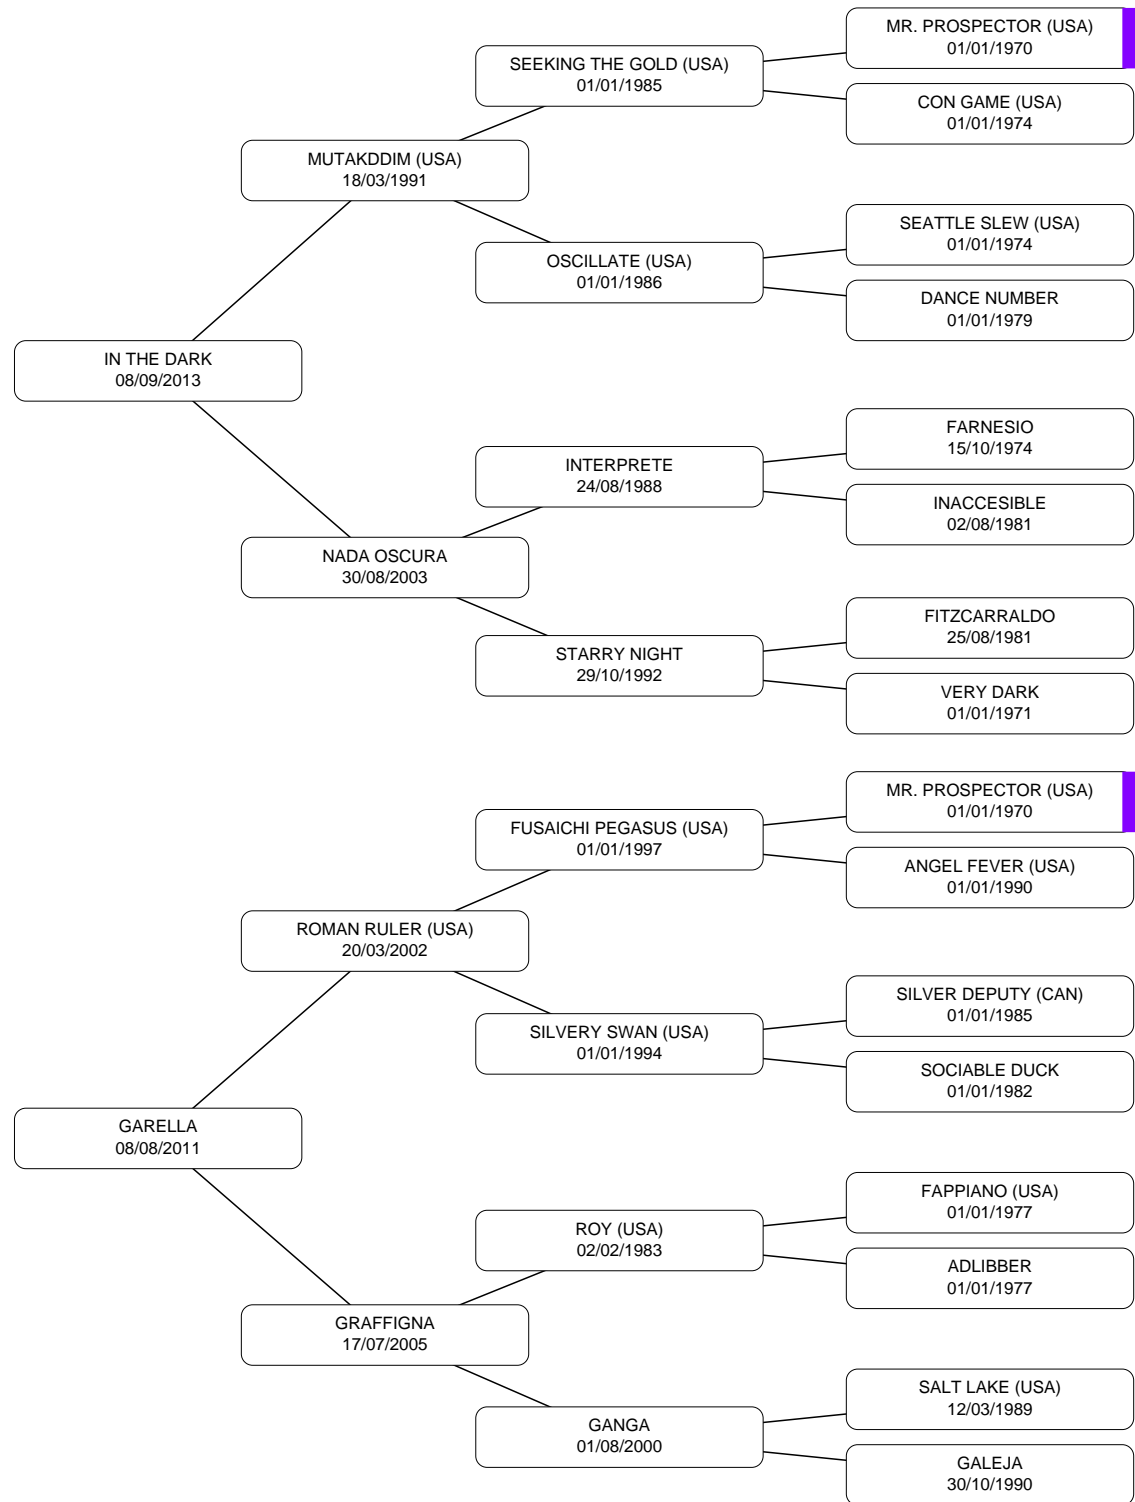 MR. PROSPECTOR (USA)
01/01/1970
SEEKING THE GOLD (USA)
01/01/1985
CON GAME (USA)
01/01/1974
MUTAKDDIM (USA)
18/03/1991
SEATTLE SLEW (USA)
01/01/1974
OSCILLATE (USA)
01/01/1986
DANCE NUMBER
01/01/1979
IN THE DARK
08/09/2013
FARNESIO
15/10/1974
INTERPRETE
24/08/1988
INACCESIBLE
02/08/1981
NADA OSCURA
30/08/2003
FITZCARRALDO
25/08/1981
STARRY NIGHT
29/10/1992
VERY DARK
01/01/1971
MR. PROSPECTOR (USA)
01/01/1970
FUSAICHI PEGASUS (USA)
01/01/1997
ANGEL FEVER (USA)
01/01/1990
ROMAN RULER (USA)
20/03/2002
SILVER DEPUTY (CAN)
01/01/1985
SILVERY SWAN (USA)
01/01/1994
SOCIABLE DUCK
01/01/1982
GARELLA
08/08/2011
FAPPIANO (USA)
01/01/1977
ROY (USA)
02/02/1983
ADLIBBER
01/01/1977
GRAFFIGNA
17/07/2005
SALT LAKE (USA)
12/03/1989
GANGA
01/08/2000
GALEJA
30/10/1990